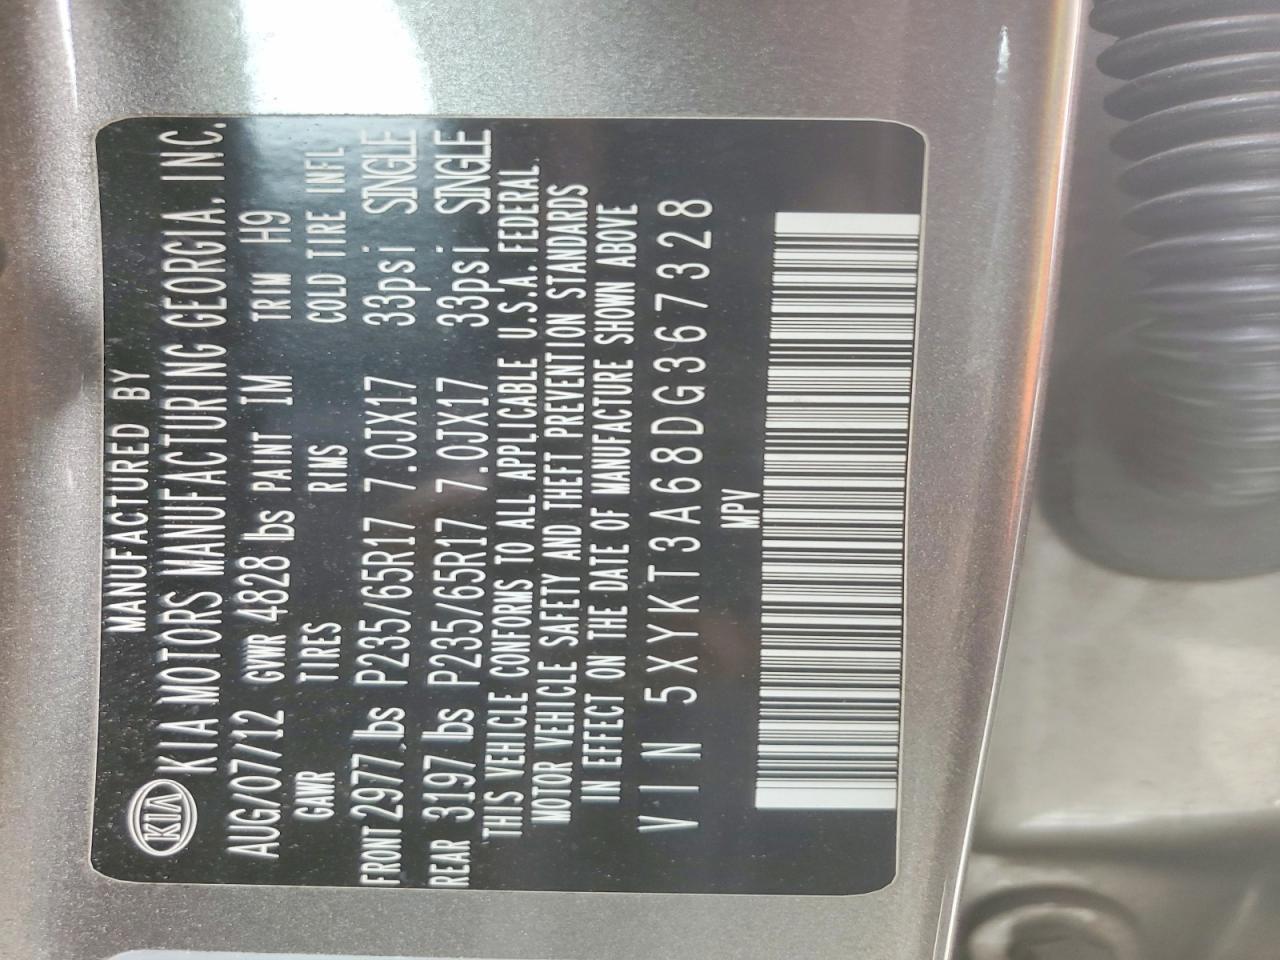 KIA
MANUFACTURED BY
KIA MOTORS MANUFACTURING GEORGIA, INC.
AUG/07/12 GVWR 4828 lbs PAINT IM TRIM H9
GAWR TIRES RIMS COLD TIRE INFL
FRONT 2977 lbs P235/65R17 7.0JX17 33psi SINGLE
REAR 3197 lbs P235/65R17 7.0JX17 33psi SINGLE
THIS VEHICLE CONFORMS TO ALL APPLICABLE U.S.A. FEDERAL
MOTOR VEHICLE SAFETY AND THEFT PREVENTION STANDARDS
IN EFFECT ON THE DATE OF MANUFACTURE SHOWN ABOVE
VIN 5XYKT3A68DG367328
MPV